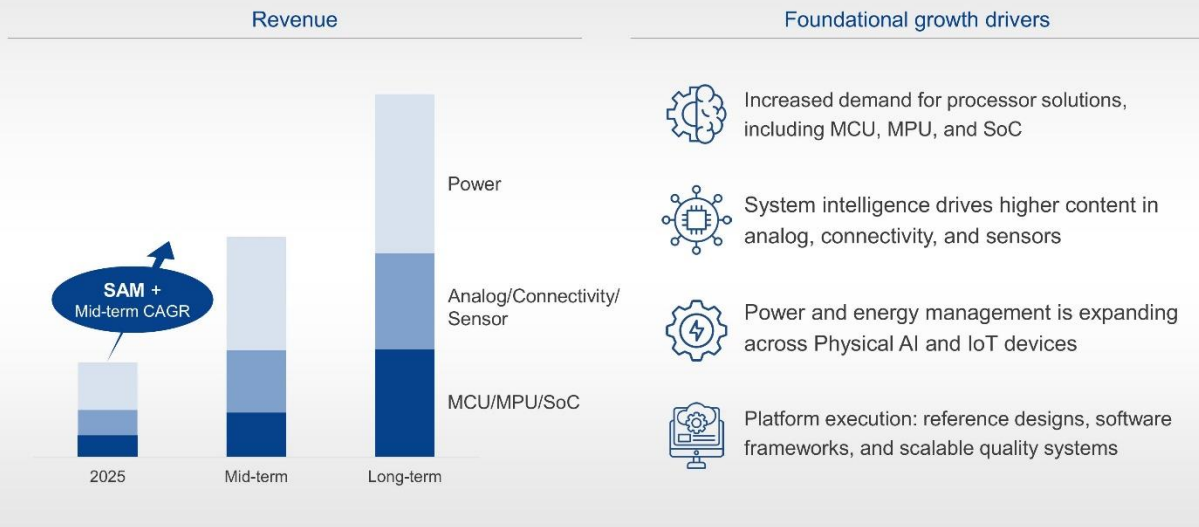 Revenue
SAM +
Mid-term CAGR
Power
Analog/Connectivity/
Sensor
MCU/MPU/SoC
2025
Mid-term
Long-term
Foundational growth drivers
Increased demand for processor solutions,
including MCU, MPU, and SoC
System intelligence drives higher content in
analog, connectivity, and sensors
Power and energy management is expanding
across Physical AI and IoT devices
Platform execution: reference designs, software
frameworks, and scalable quality systems